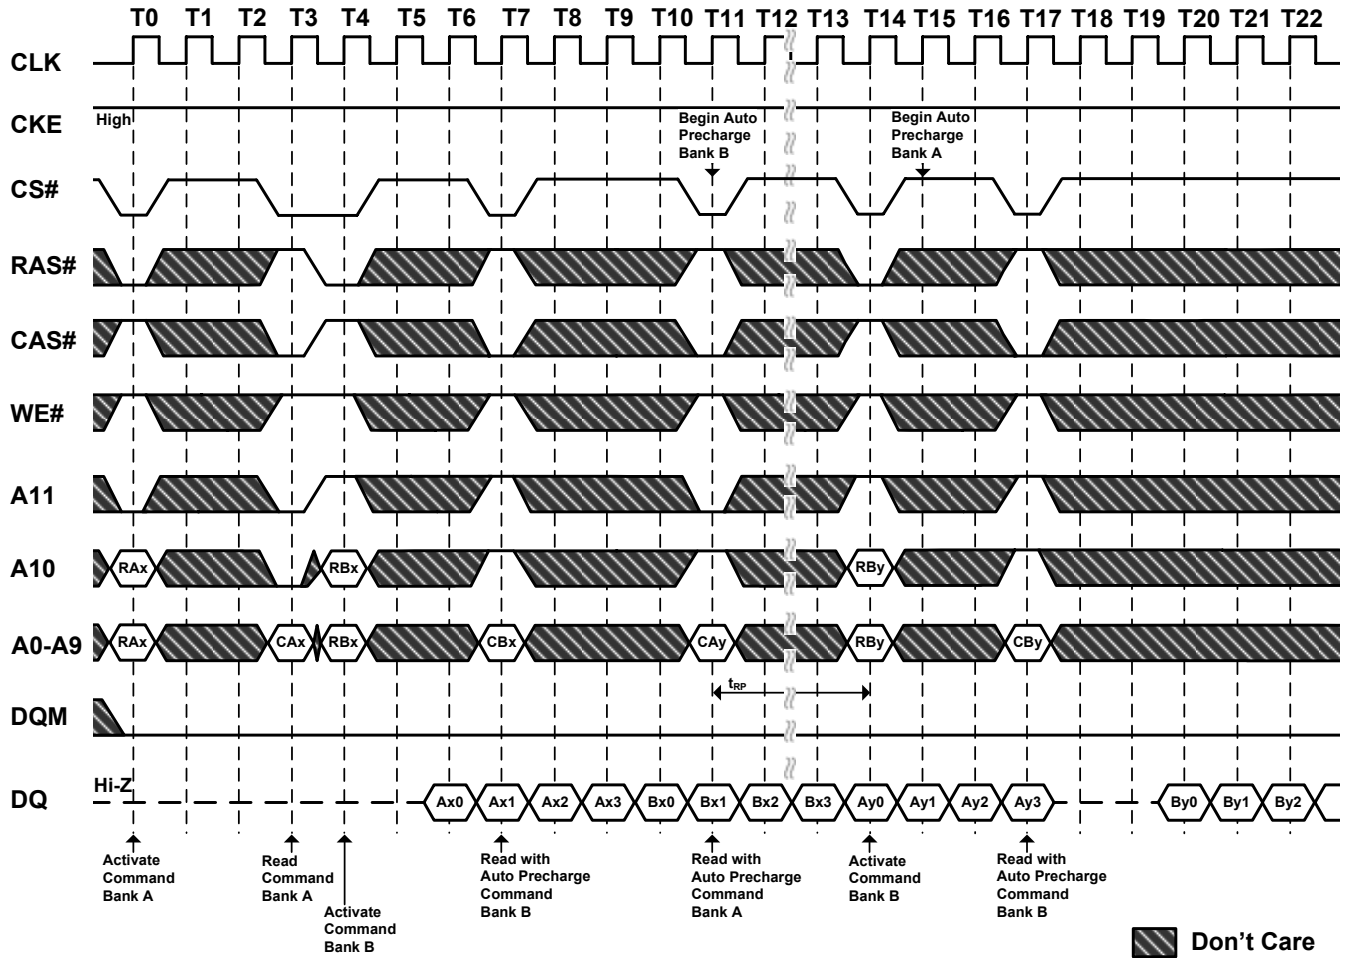 T0 T1 T2 T3 T4 T5 T6 T7 T8 T9 T10 T11 T12 T13 T14 T15 T16 T17 T18 T19 T20 T21 T22
CLK
CKE
High
Begin Auto
Precharge
Bank B
Begin Auto
Precharge
Bank A
CS#
RAS#
CAS#
WE#
A11
A10
RAx RBx RBy
A0-A9
RAx CAx RBx CBx CAy RBy CBy
tRP
DQM
Hi-Z
DQ
Ax0 Ax1 Ax2 Ax3 Bx0 Bx1 Bx2 Bx3 Ay0 Ay1 Ay2 Ay3 By0 By1 By2
Activate
Command
Bank A
Read
Command
Bank A
Activate
Command
Bank B
Read with
Auto Precharge
Command
Bank B
Read with
Auto Precharge
Command
Bank A
Activate
Command
Bank B
Read with
Auto Precharge
Command
Bank B
Don't Care